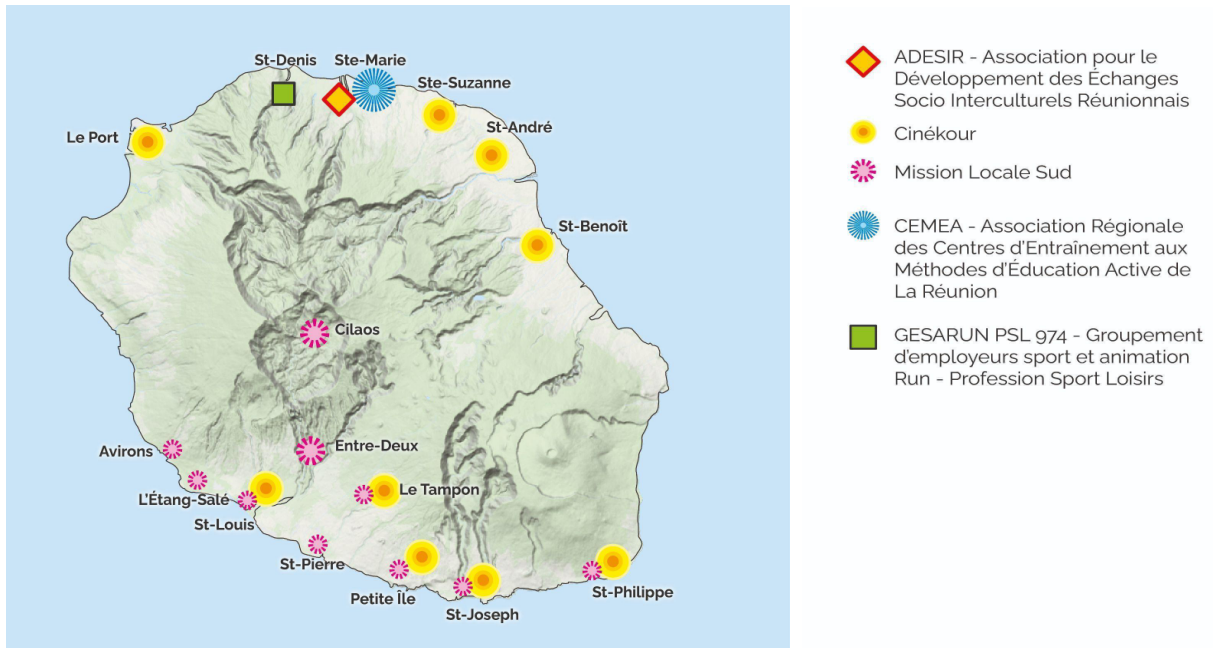 St-Denis
Ste-Marie
Ste-Suzanne
St-André
Le Port
St-Benoît
Cilaos
Avirons
Entre-Deux
L'Étang-Salé
Le Tampon
St-Louis
St-Pierre
Petite Île
St-Joseph
St-Philippe
ADESIR - Association pour le
Développement des Échanges
Socio Interculturels Réunionnais
Cinékour
Mission Locale Sud
CEMEA - Association Régionale
des Centres d'Entraînement aux
Méthodes d'Éducation Active de
La Réunion
GESARUN PSL 974 - Groupement
d'employeurs sport et animation
Run - Profession Sport Loisirs